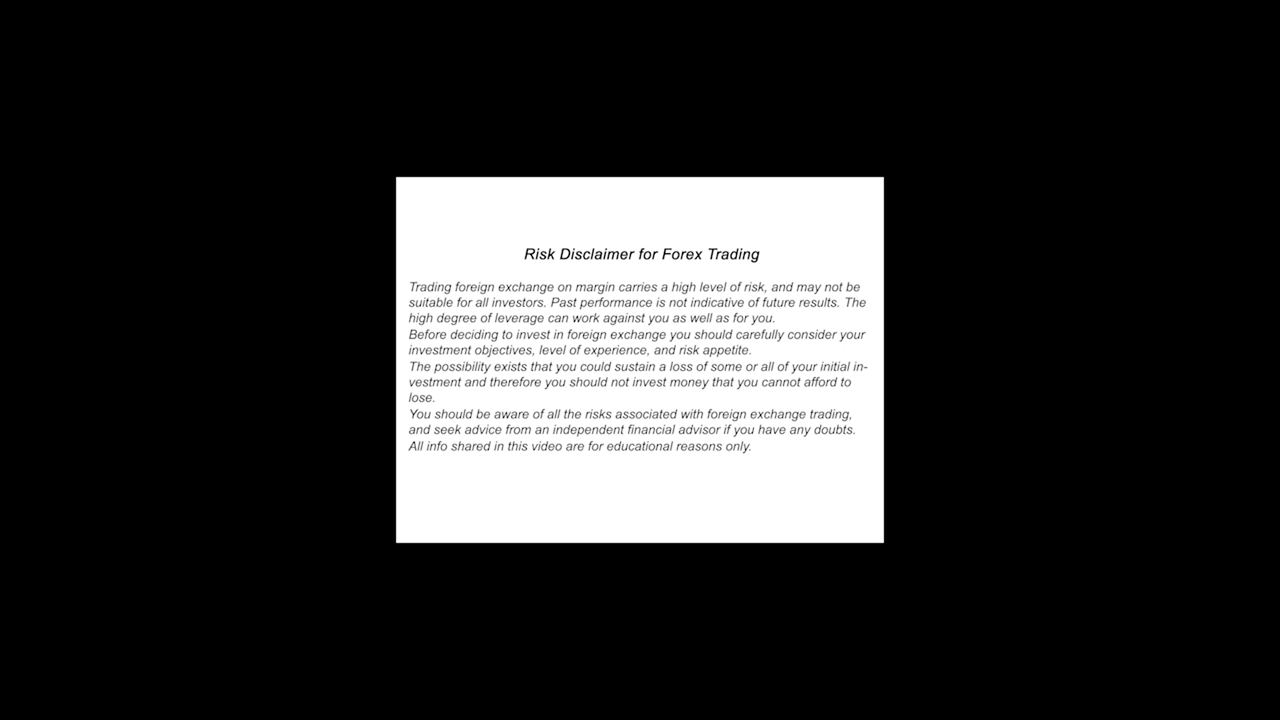 Risk Disclaimer for Forex Trading
Trading foreign exchange on margin carries a high level of risk, and may not be
suitable for all investors. Past performance is not indicative of future results. The
high degree of leverage can work against you as well as for you.
Before deciding to invest in foreign exchange you should carefully consider your
investment objectives, level of experience, and risk appetite.
The possibility exists that you could sustain a loss of some or all of your initial in-
vestment and therefore you should not invest money that you cannot afford to
lose.
You should be aware of all the risks associated with foreign exchange trading,
and seek advice from an independent financial advisor if you have any doubts.
All info shared in this video are for educational reasons only.